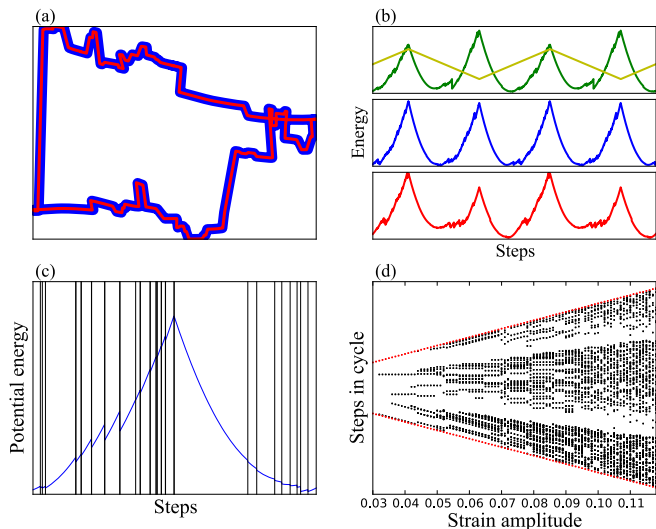 (a)
(b)
Energy
Steps
(c)
Potential energy
Steps
(d)
Steps in cycle
0.03 0.04 0.05 0.06 0.07 0.08 0.09 0.10 0.11
Strain amplitude